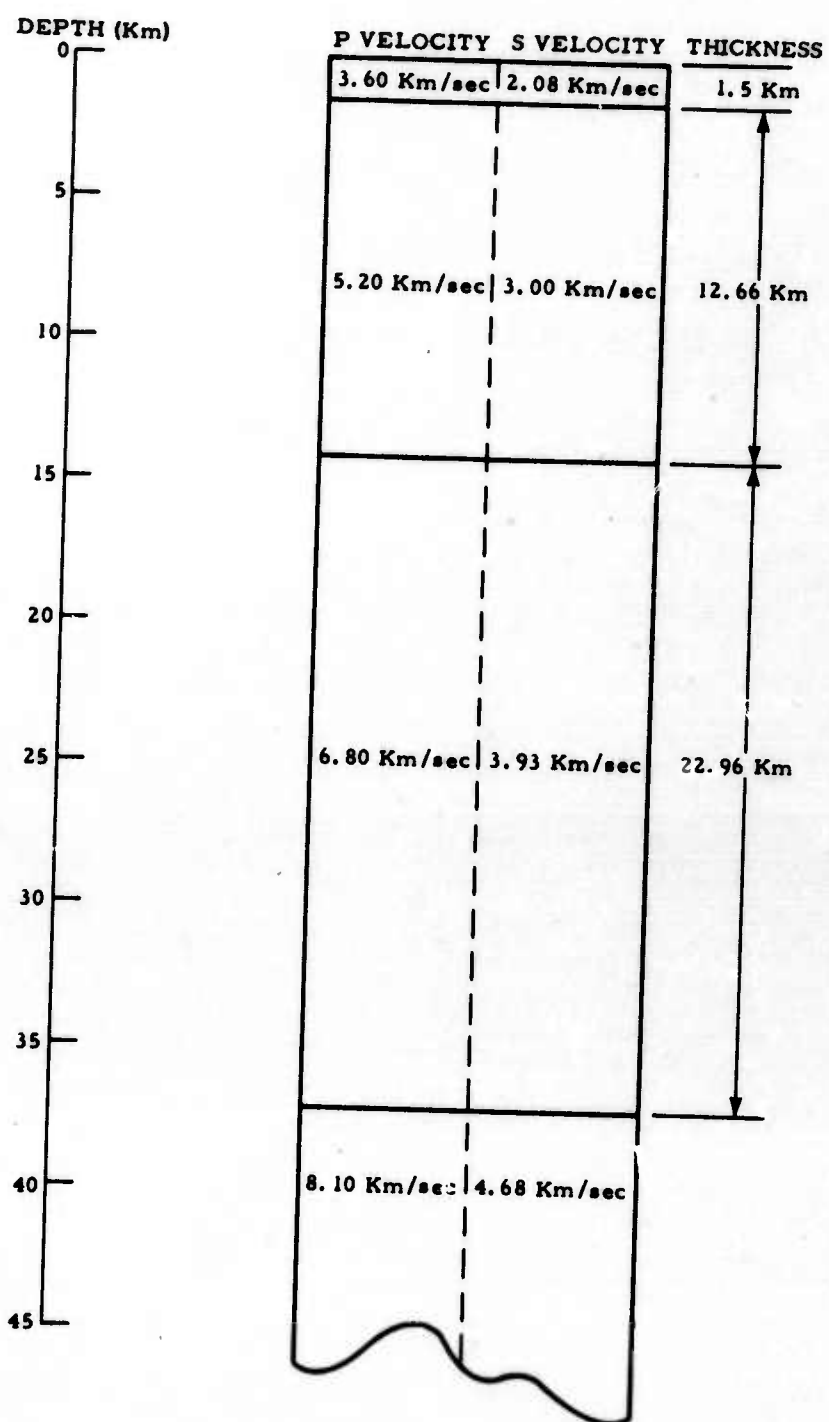 DEPTH (Km)
P VELOCITY S VELOCITY THICKNESS
0
3.60 Km/sec 2.08 Km/sec 1.5 Km
5
5.20 Km/sec 3.00 Km/sec 12.66 Km
10
15
20
25
6.80 Km/sec 3.93 Km/sec 22.96 Km
30
35
40
8.10 Km/sec 4.68 Km/sec
45